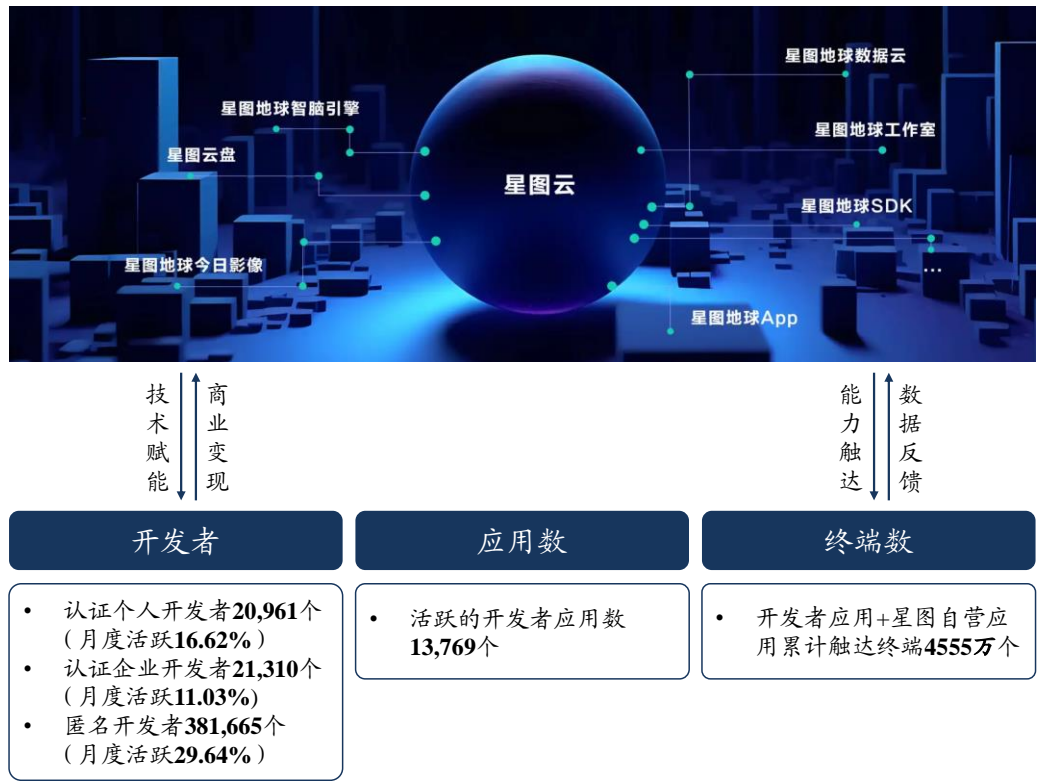 星图地球数据云
星图地球智脑引擎
星图地球工作室
星图云盘
星图云
星图地球SDK
星图地球今日影像
...
星图地球App
技术赋能
商业变现
能力触达
数据反馈
开发者
应用数
终端数
• 认证个人开发者20,961个
（月度活跃16.62%）
• 认证企业开发者21,310个
（月度活跃11.03%)
• 匿名开发者381,665个
（月度活跃29.64%）
• 活跃的开发者应用数
13,769个
• 开发者应用+星图自营应
用累计触达终端4555万个